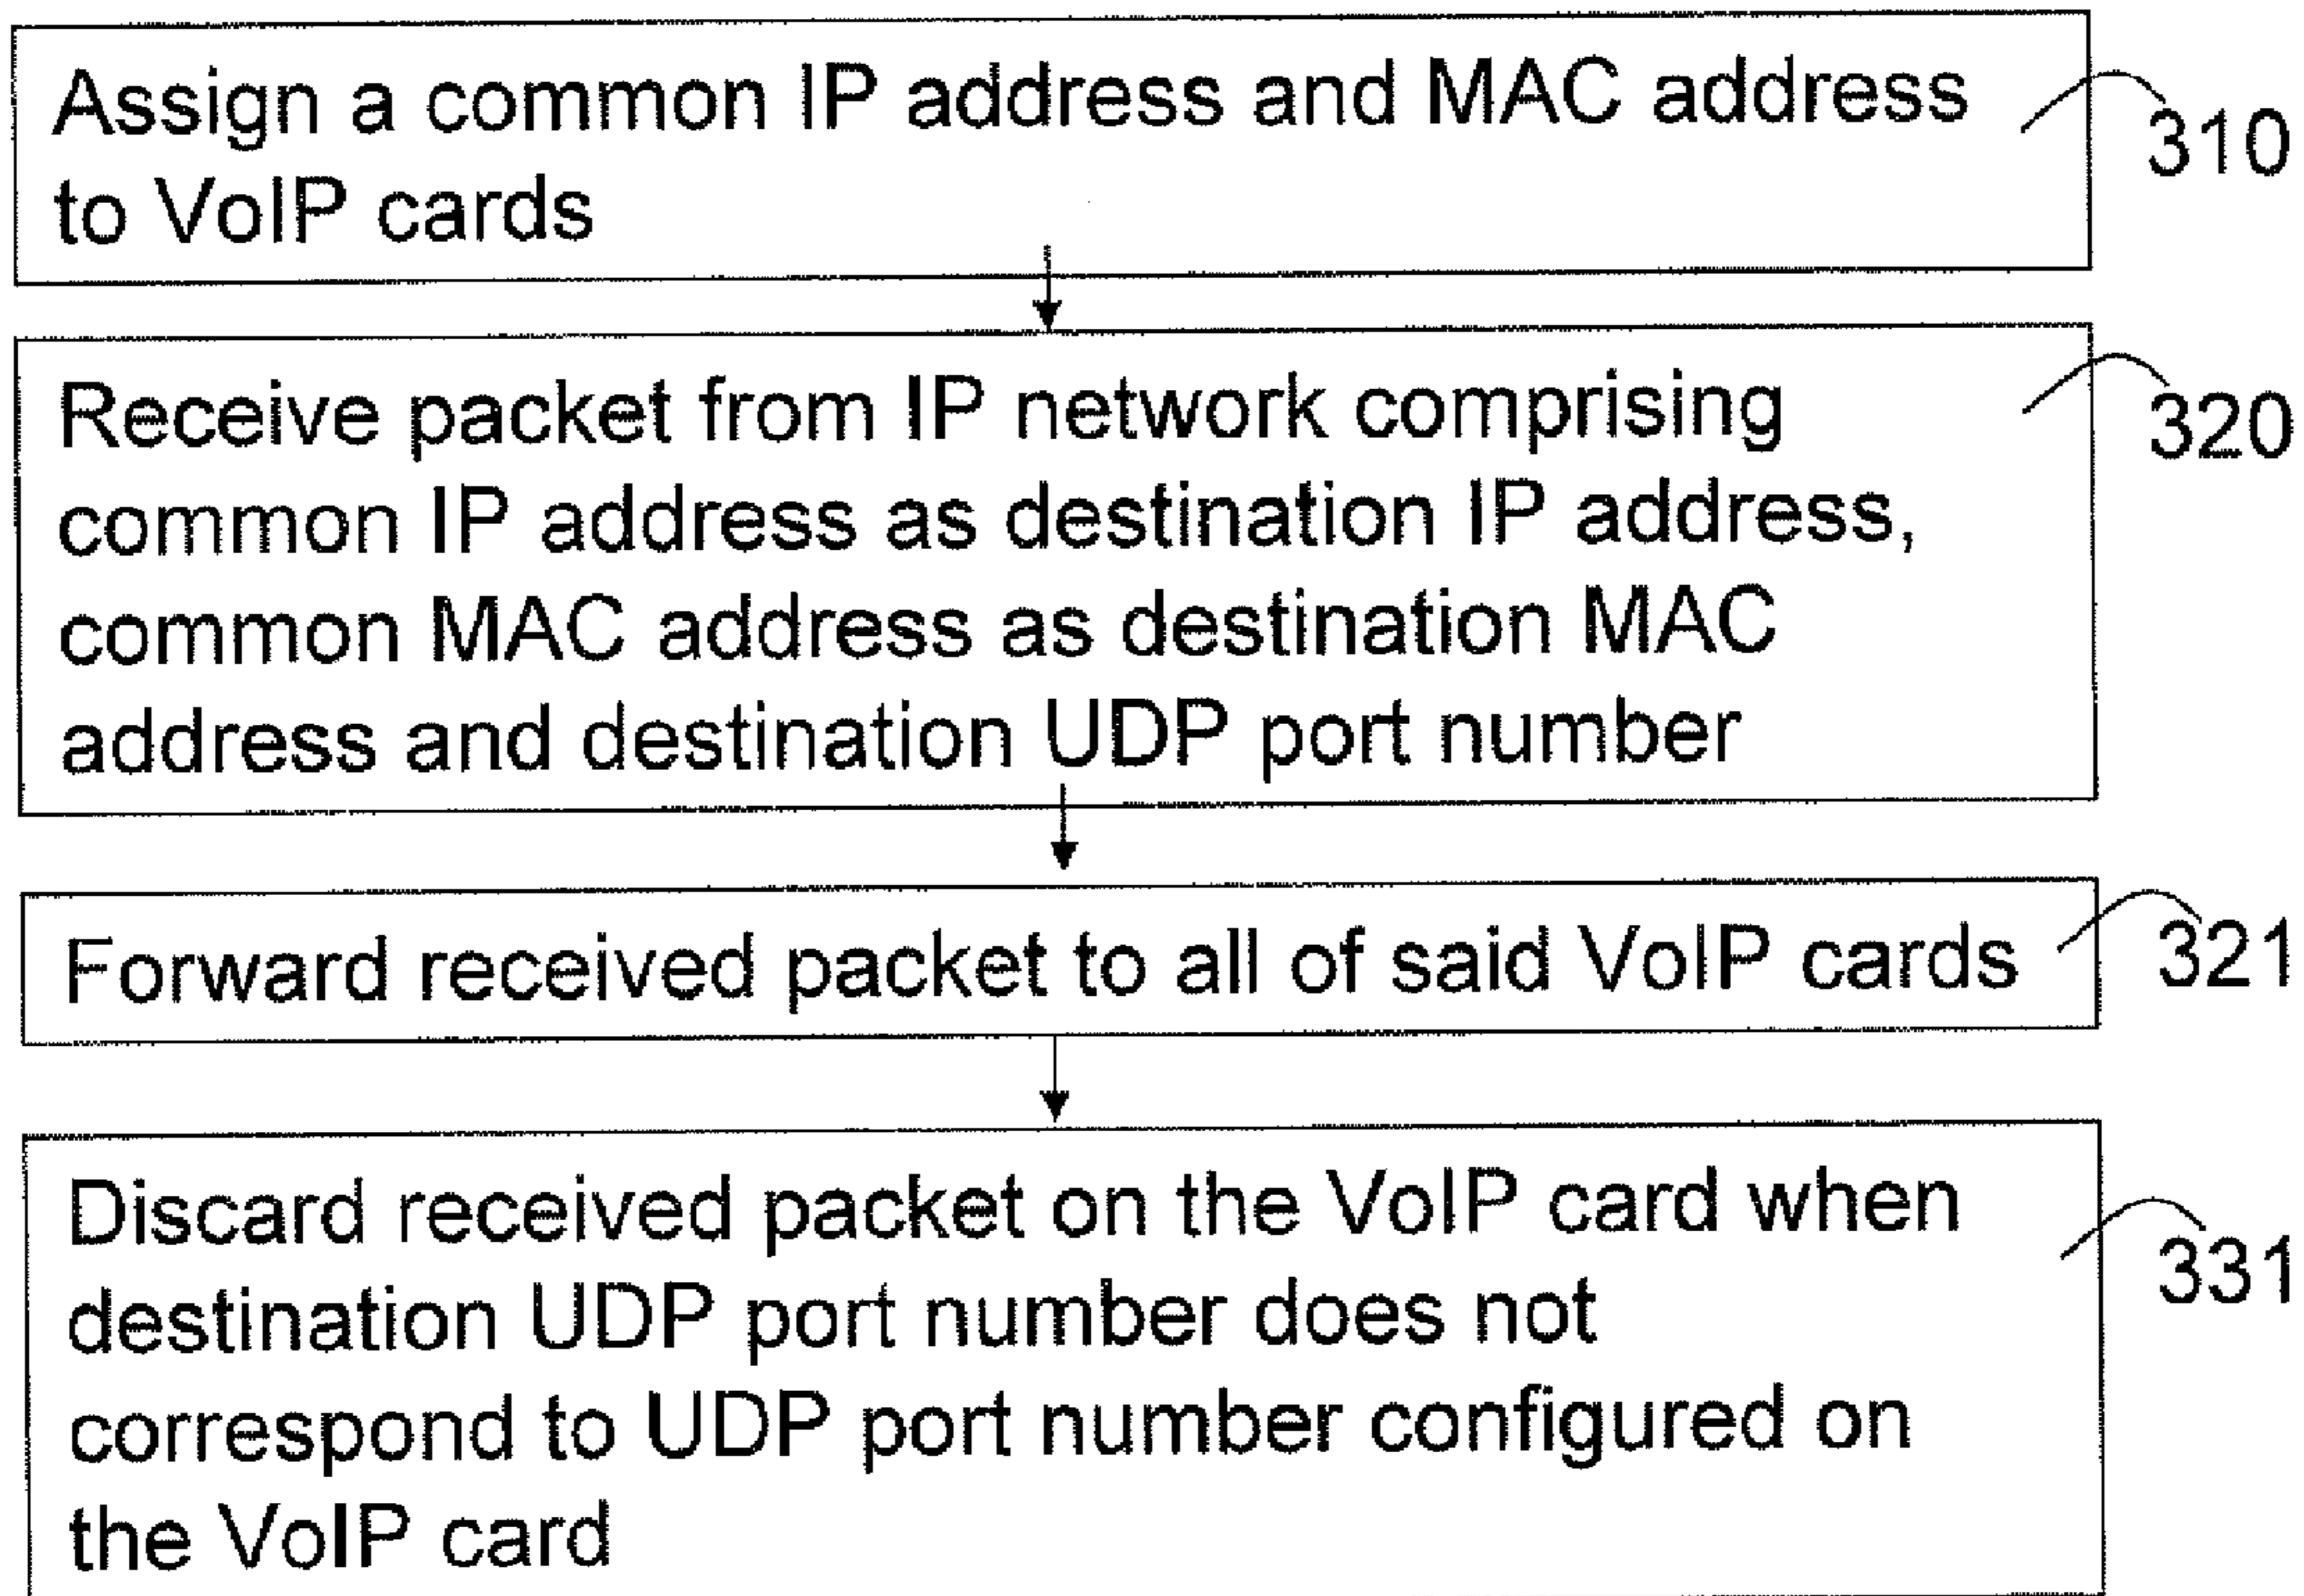 Assign a common IP address and MAC address
to VoIP cards
310
Receive packet from IP network comprising
common IP address as destination IP address,
common MAC address as destination MAC
address and destination UDP port number
320
Forward received packet to all of said VoIP cards
321
Discard received packet on the VoIP card when
destination UDP port number does not
correspond to UDP port number configured on
the VoIP card
331